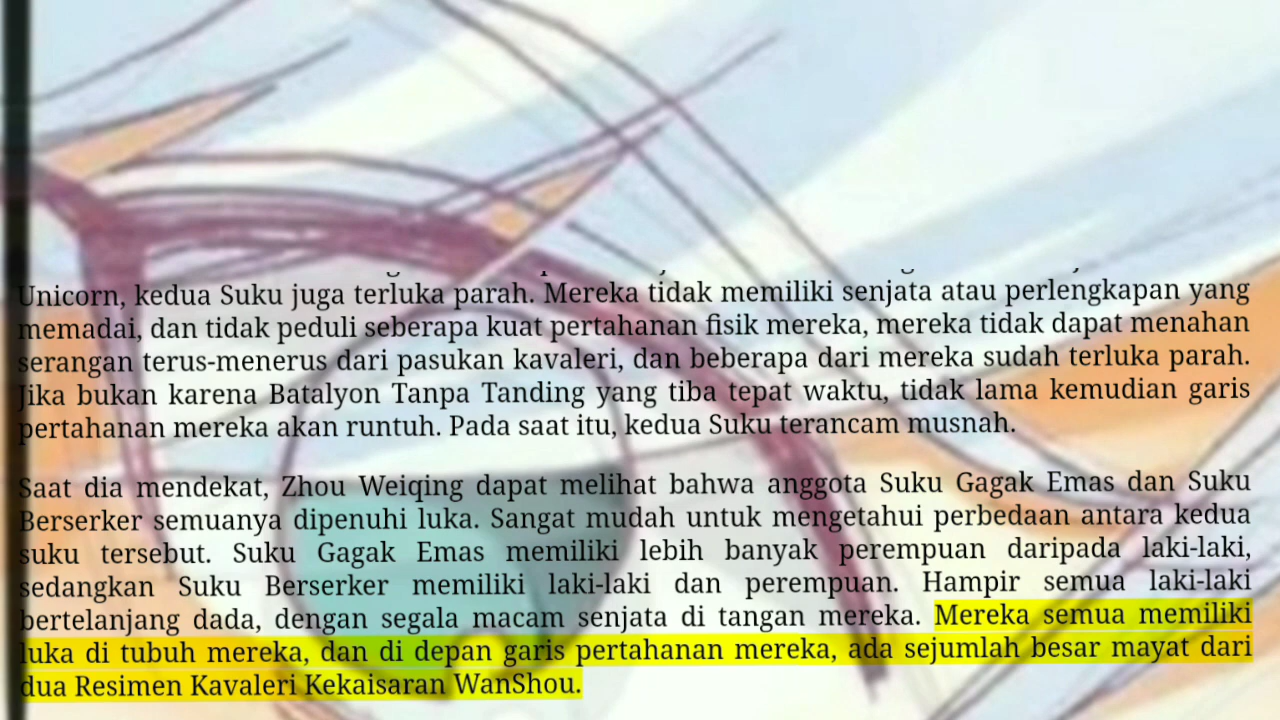 Unicorn, kedua Suku juga terluka parah. Mereka tidak memiliki senjata atau perlengkapan yang
memadai, dan tidak peduli seberapa kuat pertahanan fisik mereka, mereka tidak dapat menahan
serangan terus-menerus dari pasukan kavaleri, dan beberapa dari mereka sudah terluka parah.
Jika bukan karena Batalyon Tanpa Tanding yang tiba tepat waktu, tidak lama kemudian garis
pertahanan mereka akan runtuh. Pada saat itu, kedua Suku terancam musnah.
Saat dia mendekat, Zhou Weiqing dapat melihat bahwa anggota Suku Gagak Emas dan Suku
Berserker semuanya dipenuhi luka. Sangat mudah untuk mengetahui perbedaan antara kedua
suku tersebut. Suku Gagak Emas memiliki lebih banyak perempuan daripada laki-laki,
sedangkan Suku Berserker memiliki laki-laki dan perempuan. Hampir semua laki-laki
bertelanjang dada, dengan segala macam senjata di tangan mereka. Mereka semua memiliki
luka di tubuh mereka, dan di depan garis pertahanan mereka, ada sejumlah besar mayat dari
dua Resimen Kavaleri Kekaisaran WanShou.